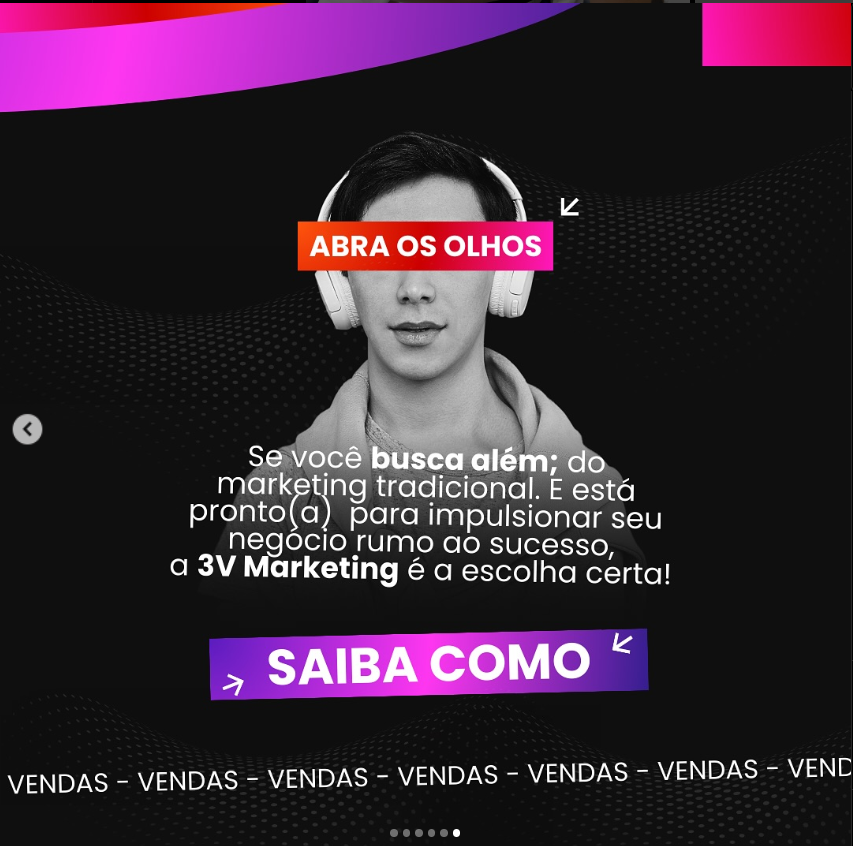 ABRA OS OLHOS
Se você busca além; do
marketing tradicional. E está
pronto(a) para impulsionar seu
negócio rumo ao sucesso,
a 3V Marketing é a escolha certa!
SAIBA COMO
VENDAS - VENDAS - VENDAS - VENDAS - VENDAS - VENDAS - VEND